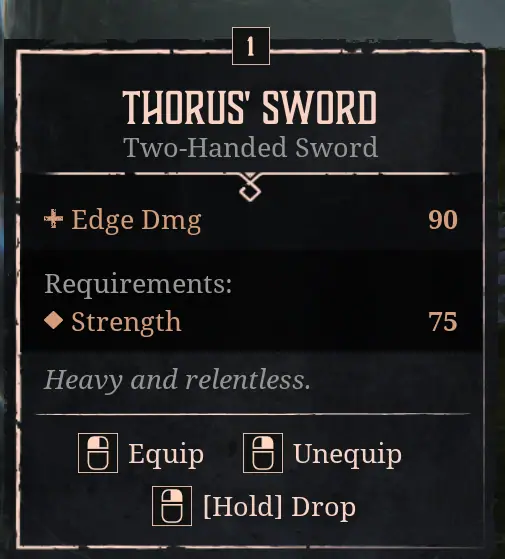 1
THORUS' SWORD
Two-Handed Sword
Edge Dmg 90
Requirements:
Strength 75
Heavy and relentless.
Equip Unequip
[Hold] Drop